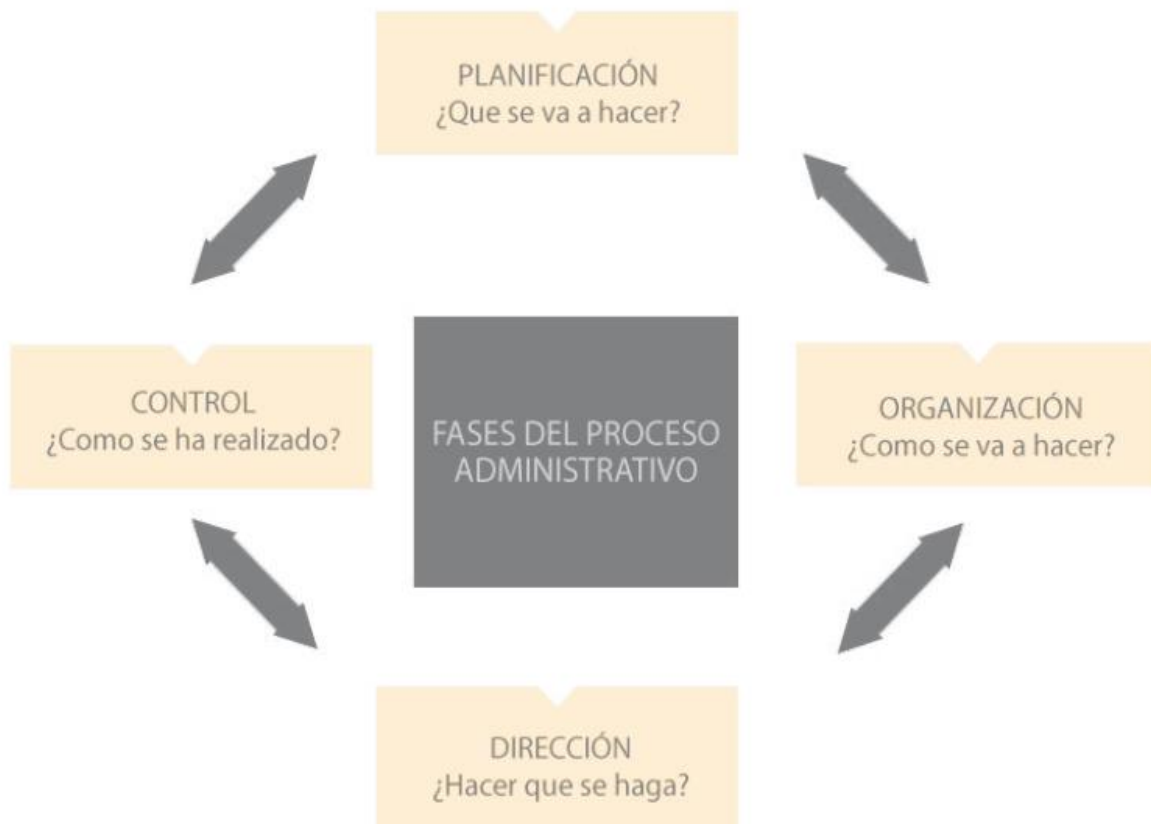 PLANIFICACIÓN
¿Que se va a hacer?
CONTROL
¿Como se ha realizado?
FASES DEL PROCESO
ADMINISTRATIVO
ORGANIZACIÓN
¿Como se va a hacer?
DIRECCIÓN
¿Hacer que se haga?